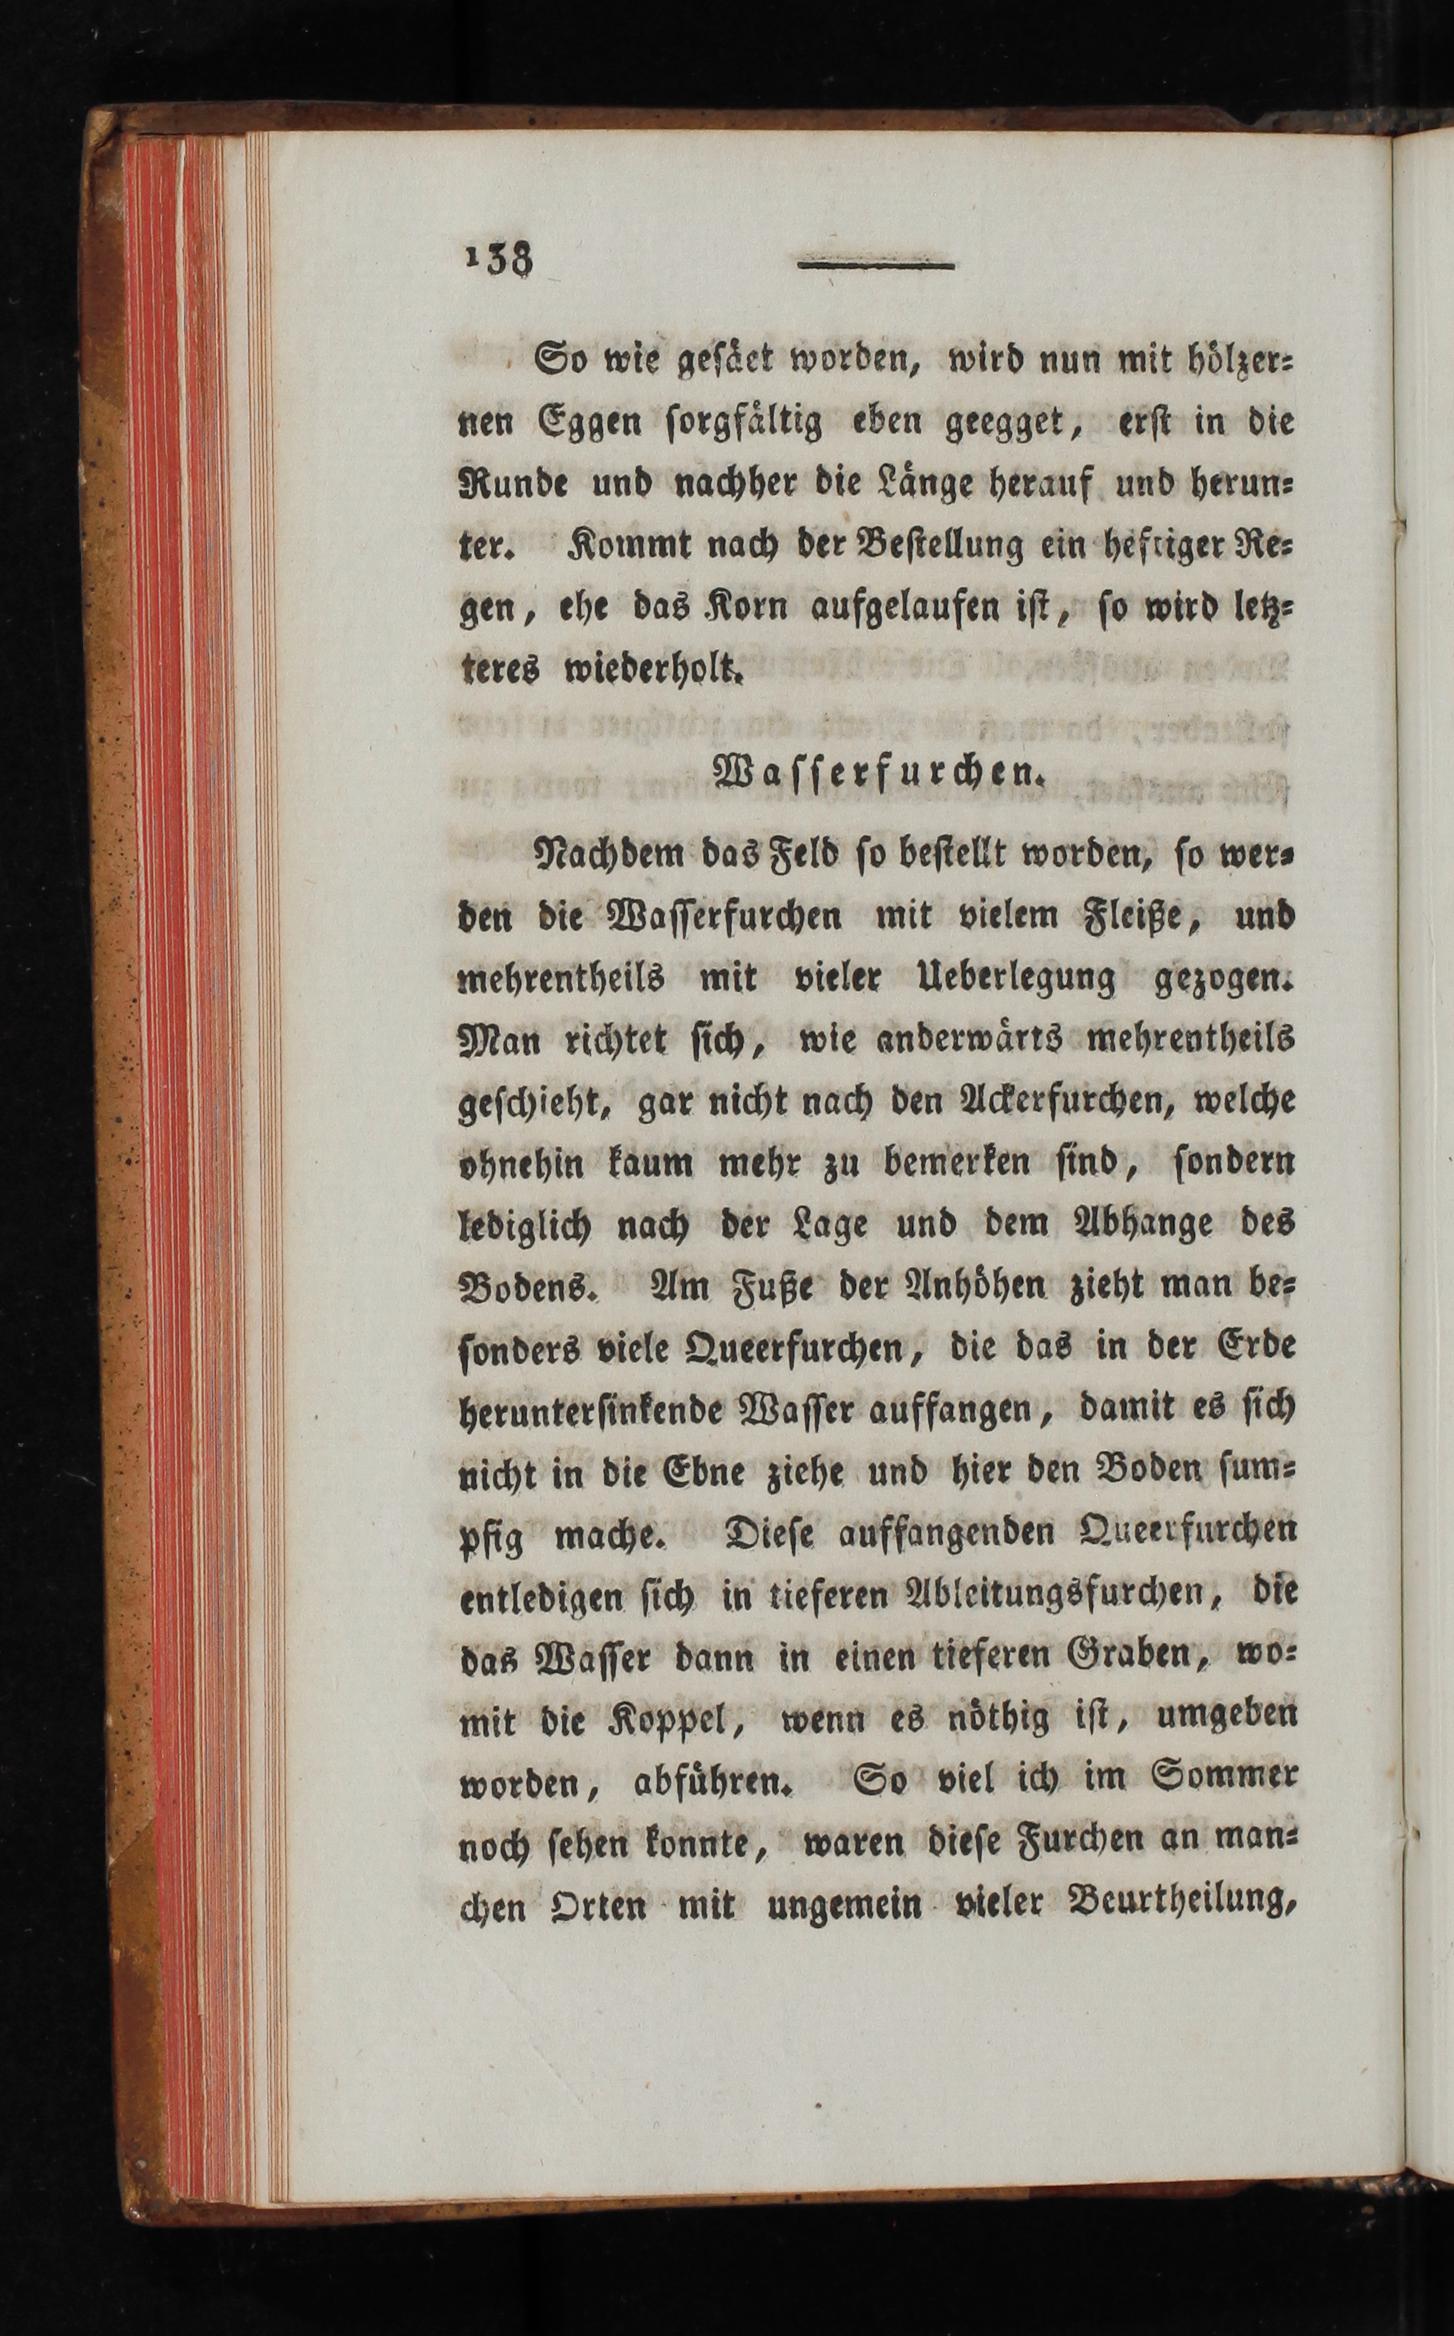 138
So wie geſäet worden, wird nun mit hölzer⸗
nen Eggen ſorgfältig eben geegget, erſt in die
Runde und nachher die Länge herauf und herun⸗
ter. Kommt nach der Beſtellung ein heftiger Re⸗
gen, ehe das Korn aufgelaufen iſt, ſo wird letz⸗
teres wiederholt.
Waſſerfurchen.
Nachdem das Feld ſo beſtellt worden, ſo wer⸗
den die Waſſerfurchen mit vielem Fleiße, und
mehrentheils mit vieler Ueberlegung gezogen.
Man richtet ſich, wie anderwärts mehrentheils
geſchieht, gar nicht nach den Ackerfurchen, welche
ohnehin kaum mehr zu bemerken ſind, ſondern
lediglich nach der Lage und dem Abhange des
Bodens. Am Fuße der Anhöhen zieht man be⸗
ſonders viele Queerfurchen, die das in der Erde
herunterſinkende Waſſer auffangen, damit es ſich
nicht in die Ebne ziehe und hier den Boden ſum⸗
pfig mache. Dieſe auffangenden Queerfurchen
entledigen ſich in tieferen Ableitungsfurchen, die
das Waſſer dann in einen tieferen Graben, wo⸗
mit die Koppel, wenn es nöthig iſt, umgeben
worden, abführen. So viel ich im Sommer
noch ſehen konnte, waren dieſe Furchen an man⸗
chen Orten mit ungemein vieler Beurtheilung,